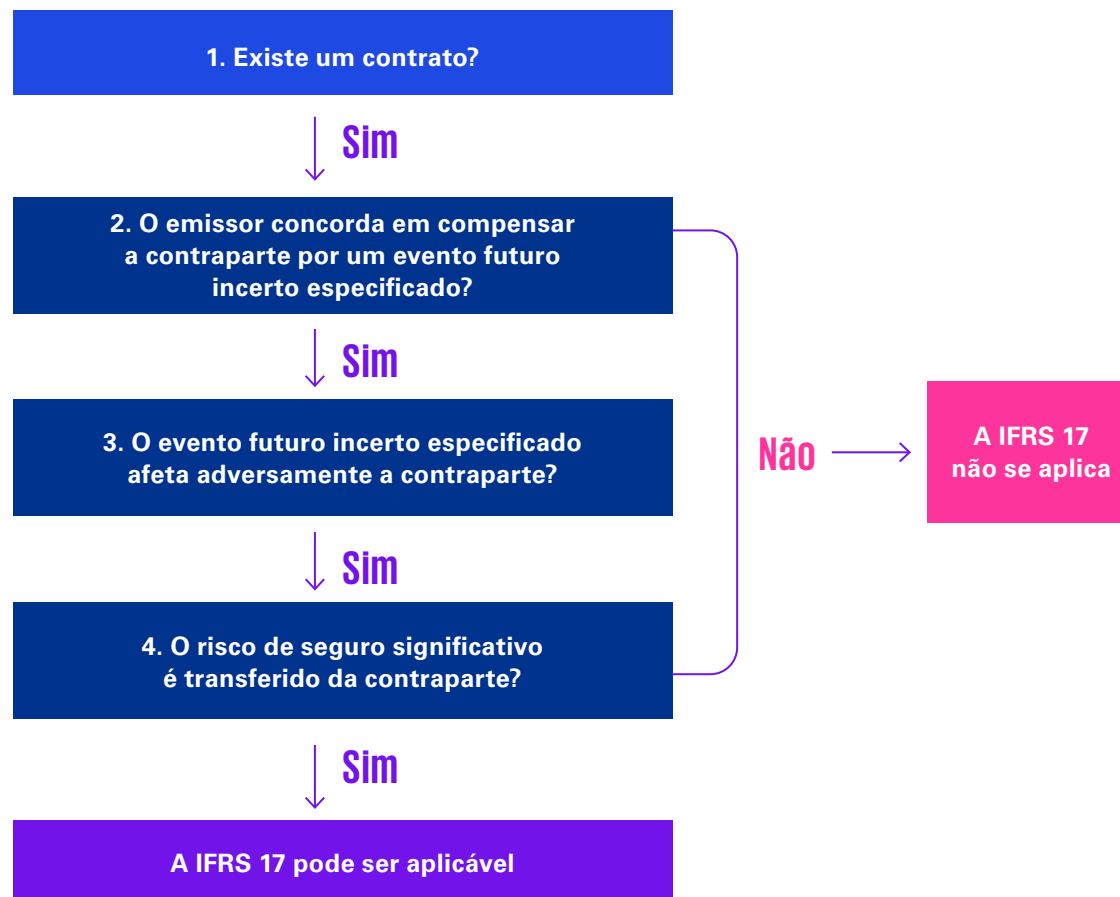 1. Existe um contrato?
Sim
2. O emissor concorda em compensar
a contraparte por um evento futuro
incerto especificado?
Sim
3. O evento futuro incerto especificado
afeta adversamente a contraparte?
Não
A IFRS 17
não se aplica
Sim
4. O risco de seguro significativo
é transferido da contraparte?
Sim
A IFRS 17 pode ser aplicável